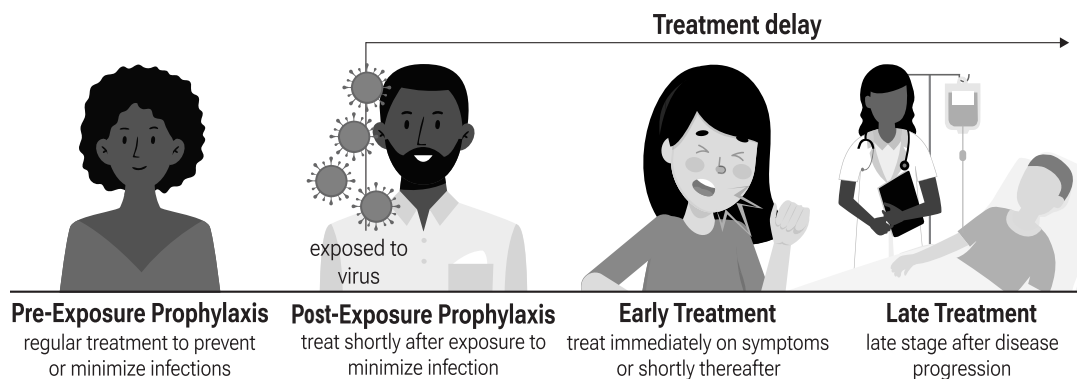 Treatment delay
exposed to
virus
Pre-Exposure Prophylaxis
regular treatment to prevent
or minimize infections
Post-Exposure Prophylaxis
treat shortly after exposure to
minimize infection
Early Treatment
treat immediately on symptoms
or shortly thereafter
Late Treatment
late stage after disease
progression